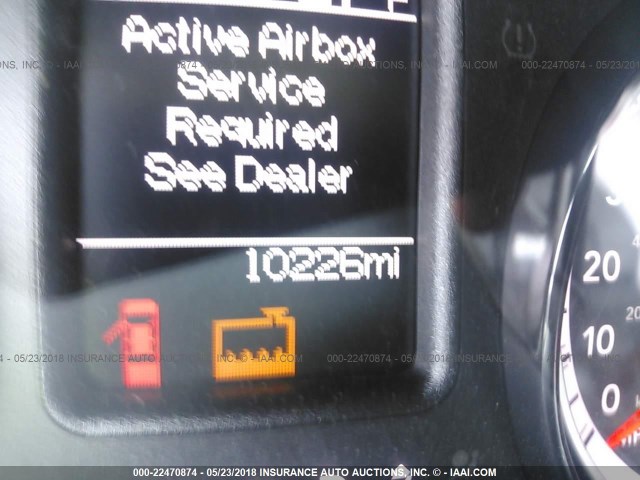 Active Airbox
Service
Required
See Dealer
10226mi
20
10
0
000-22470874 - 05/23/2018 INSURANCE AUTO AUCTIONS, INC. - © IAAI.COM